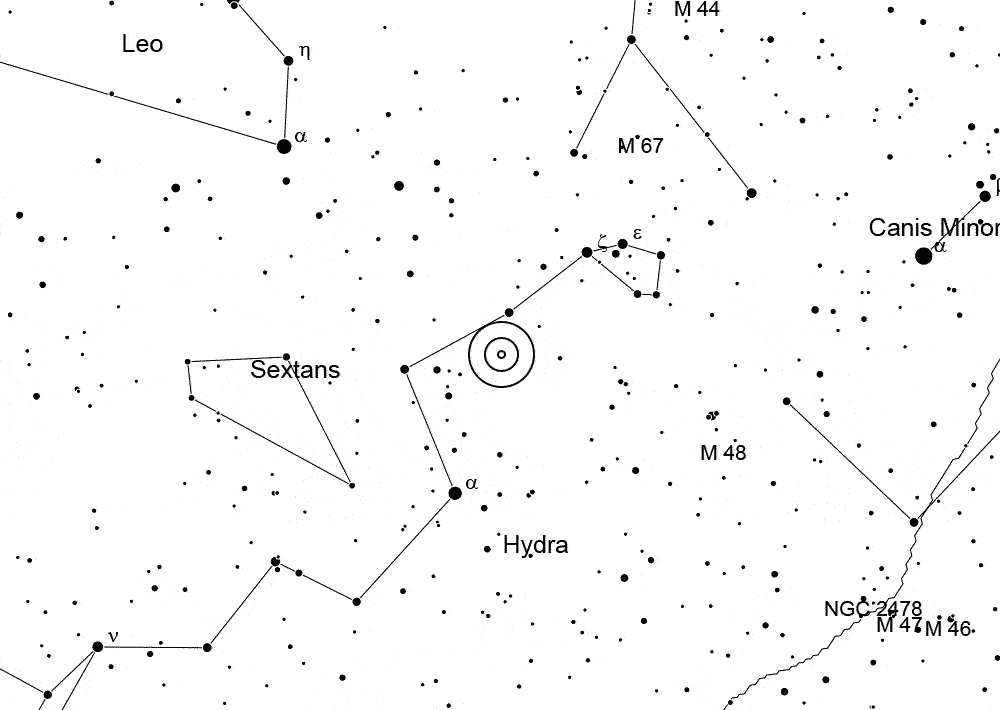 M 44
Leo
η
α
M 67
β
Canis Minor
α
ζ
ε
Sextans
M 48
α
Hydra
NGC 2478
M 47
M 46
ν